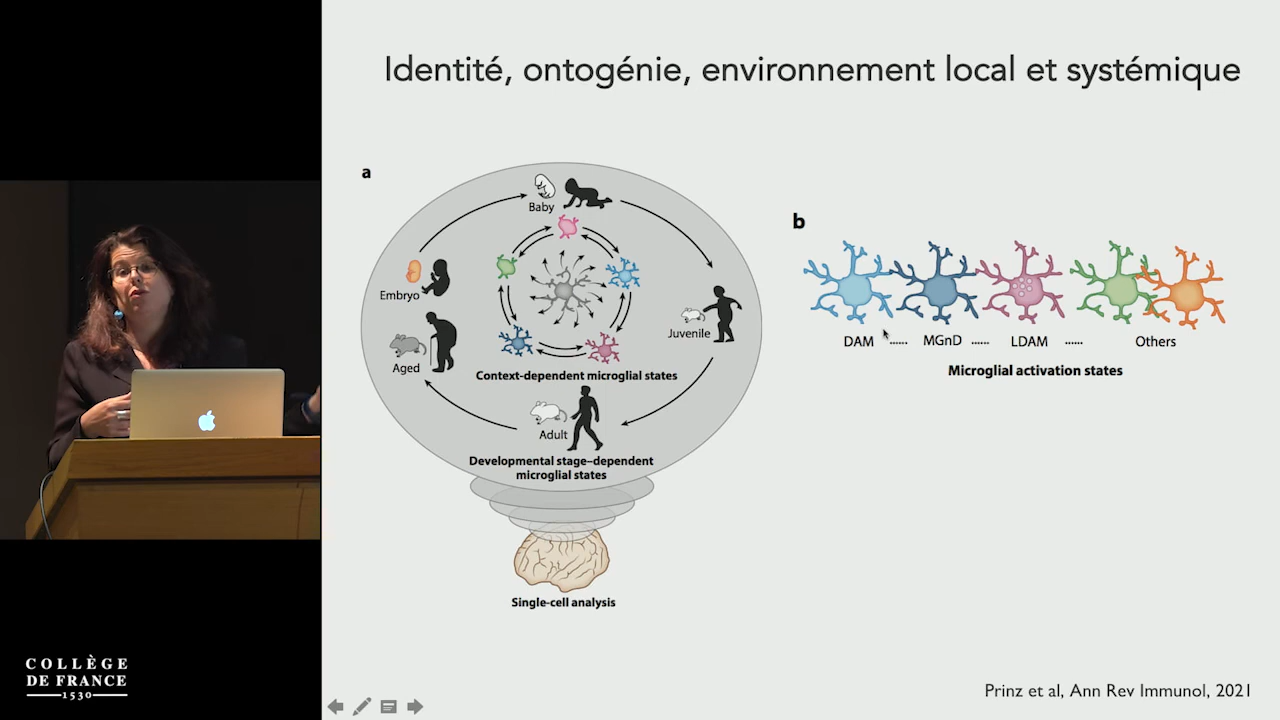 Identité, ontogénie, environnement local et systémique
a
Baby
Embryo
Juvenile
Aged
Context-dependent microglial states
Adult
Developmental stage–dependent
microglial states
Single-cell analysis
b
DAM ...... MGnD ...... LDAM ...... Others
Microglial activation states
Prinz et al, Ann Rev Immunol, 2021
COLLÈGE
DE FRANCE
1530